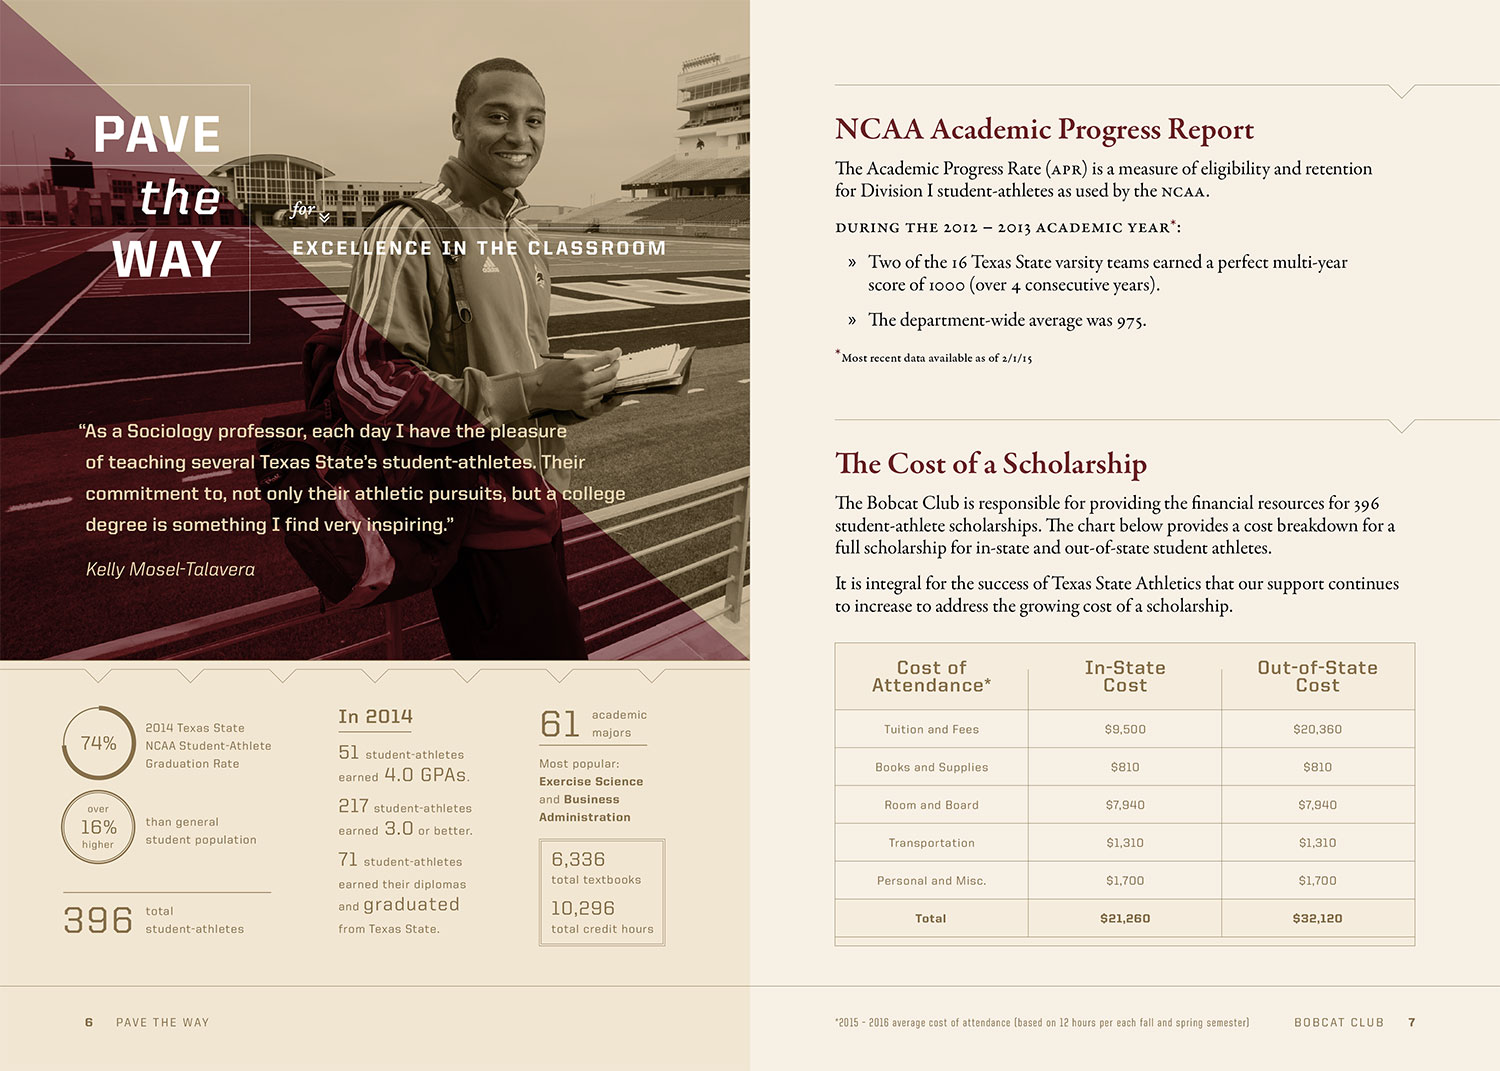 PAVE
the
WAY
for
EXCELLENCE IN THE CLASSROOM
adidas
“As a Sociology professor, each day I have the pleasure
of teaching several Texas State’s student-athletes. Their
commitment to, not only their athletic pursuits, but a college
degree is something I find very inspiring.”
Kelly Mosel-Talavera
74%
2014 Texas State
NCAA Student-Athlete
Graduation Rate
over
16%
higher
than general
student population
396 total
student-athletes
In 2014
51 student-athletes
earned 4.0 GPAs.
217 student-athletes
earned 3.0 or better.
71 student-athletes
earned their diplomas
and graduated
from Texas State.
61 academic
majors
Most popular:
Exercise Science
and Business
Administration
6,336
total textbooks
10,296
total credit hours
6 PAVE THE WAY
NCAA Academic Progress Report
The Academic Progress Rate (APR) is a measure of eligibility and retention
for Division I student-athletes as used by the NCAA.
DURING THE 2012 – 2013 ACADEMIC YEAR*:
» Two of the 16 Texas State varsity teams earned a perfect multi-year
score of 1000 (over 4 consecutive years).
» The department-wide average was 975.
*Most recent data available as of 2/1/15
The Cost of a Scholarship
The Bobcat Club is responsible for providing the financial resources for 396
student-athlete scholarships. The chart below provides a cost breakdown for a
full scholarship for in-state and out-of-state student athletes.
It is integral for the success of Texas State Athletics that our support continues
to increase to address the growing cost of a scholarship.
Cost of
Attendance*
In-State
Cost
Out-of-State
Cost
Tuition and Fees $9,500 $20,360
Books and Supplies $810 $810
Room and Board $7,940 $7,940
Transportation $1,310 $1,310
Personal and Misc. $1,700 $1,700
Total $21,260 $32,120
*2015 - 2016 average cost of attendance (based on 12 hours per each fall and spring semester)
BOBCAT CLUB 7